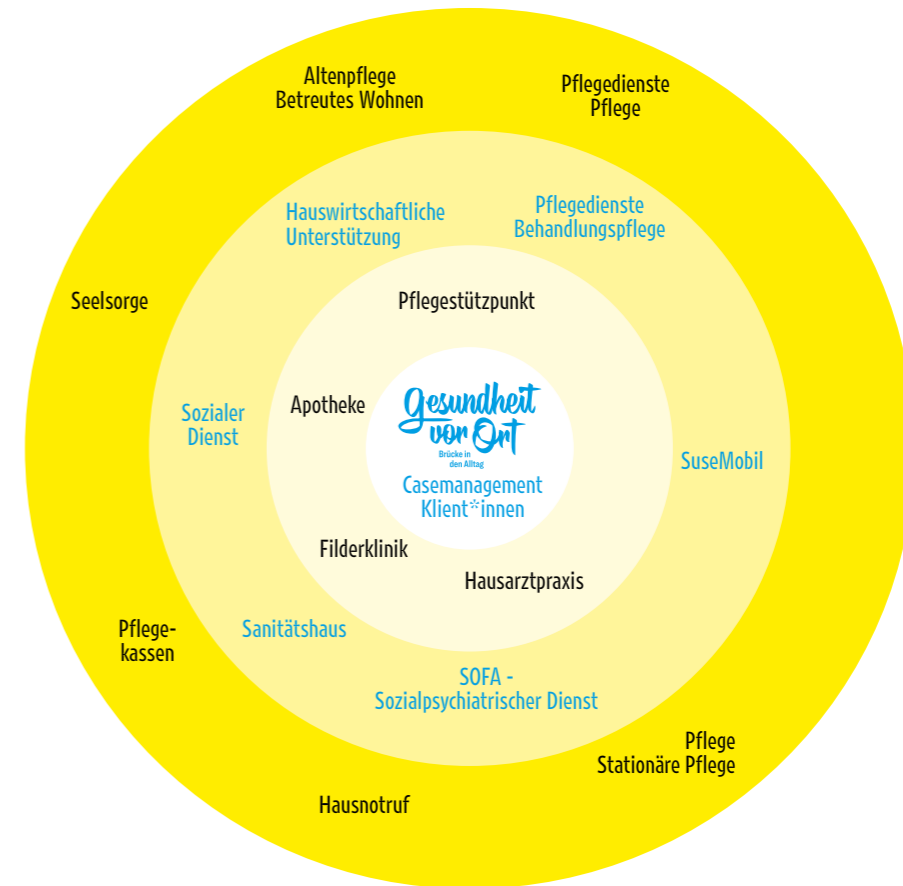 Altenpflege
Betreutes Wohnen
Pflegedienste
Pflege
Hauswirtschaftliche
Unterstützung
Pflegedienste
Behandlungspflege
Seelsorge
Pflegestützpunkt
Sozialer
Dienst
Apotheke
Gesundheit
vor Ort
Brücke in
den Alltag
Casemanagement
Klient*innen
SuseMobil
Filderklinik
Hausarztpraxis
Pflege-
kassen
Sanitätshaus
SOFA -
Sozialpsychiatrischer Dienst
Pflege
Stationäre Pflege
Hausnotruf